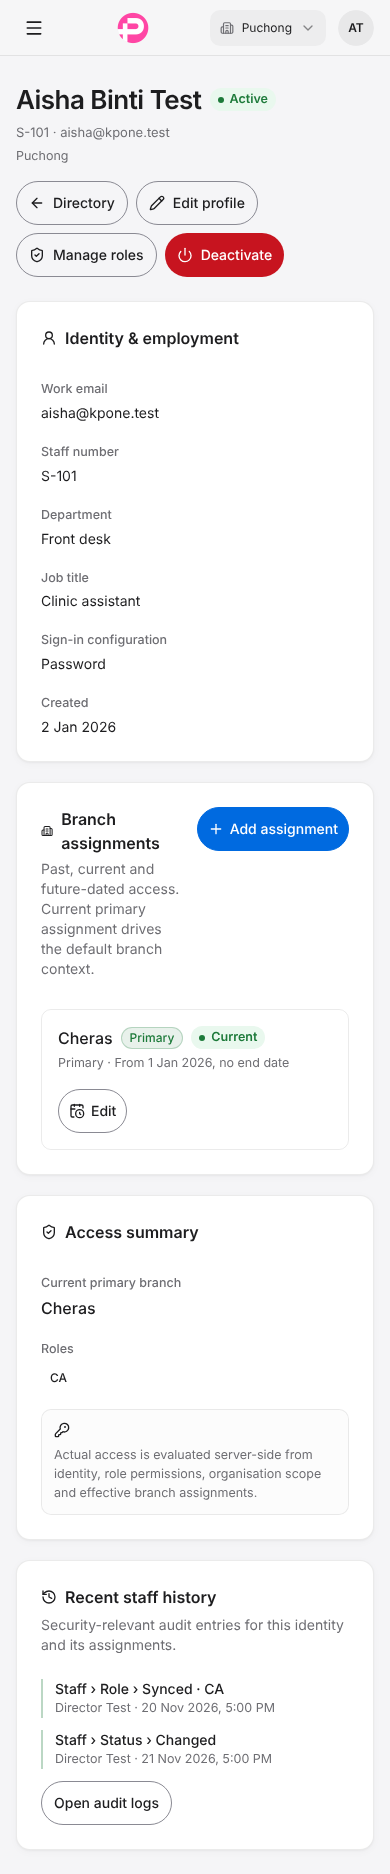 Puchong
AT
Aisha Binti Test
Active
S-101 · aisha@kpone.test
Puchong
Directory
Edit profile
Manage roles
Deactivate
Identity & employment
Work email
aisha@kpone.test
Staff number
S-101
Department
Front desk
Job title
Clinic assistant
Sign-in configuration
Password
Created
2 Jan 2026
Branch
assignments
Add assignment
Past, current and
future-dated access.
Current primary
assignment drives
the default branch
context.
Cheras Primary Current
Primary · From 1 Jan 2026, no end date
Edit
Access summary
Current primary branch
Cheras
Roles
CA
Actual access is evaluated server-side from
identity, role permissions, organisation scope
and effective branch assignments.
Recent staff history
Security-relevant audit entries for this identity
and its assignments.
Staff › Role › Synced · CA
Director Test · 20 Nov 2026, 5:00 PM
Staff › Status › Changed
Director Test · 21 Nov 2026, 5:00 PM
Open audit logs